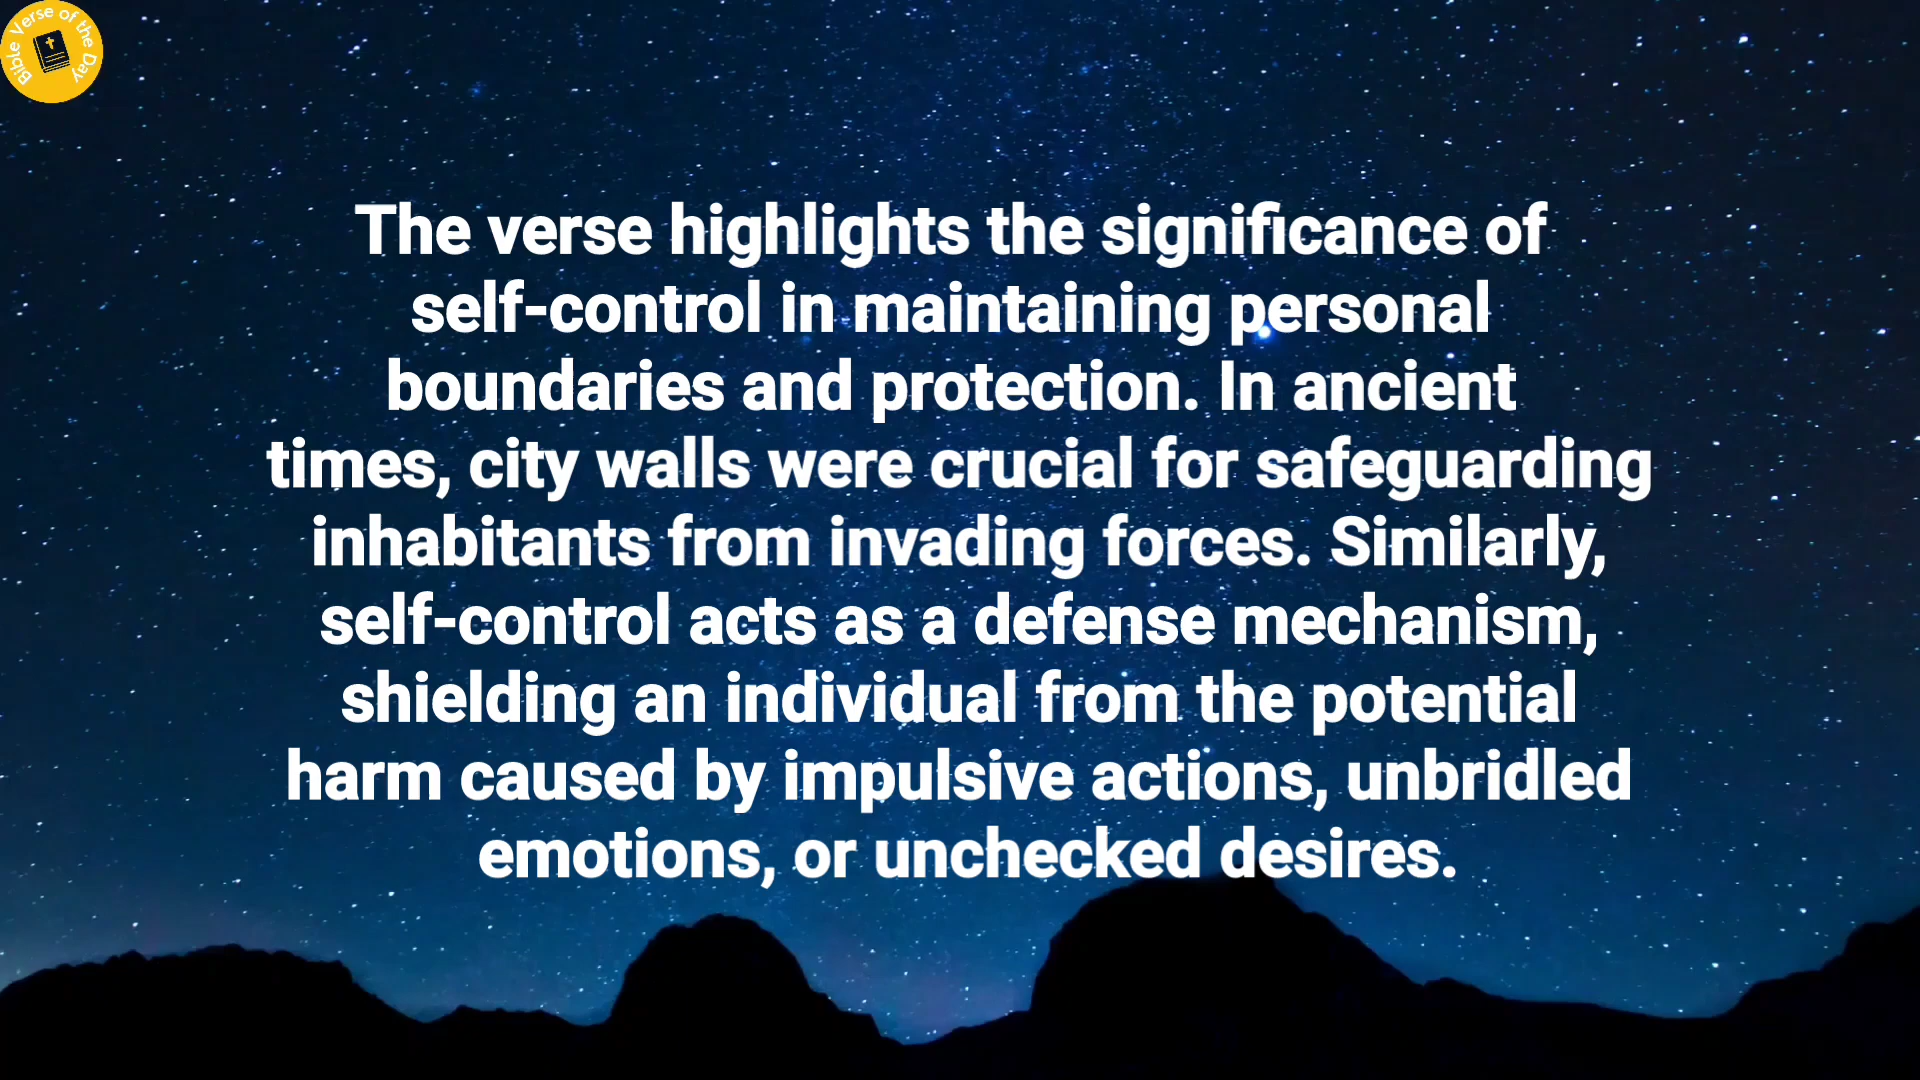 Bible Verse of the Day
The verse highlights the significance of
self-control in maintaining personal
boundaries and protection. In ancient
times, city walls were crucial for safeguarding
inhabitants from invading forces. Similarly,
self-control acts as a defense mechanism,
shielding an individual from the potential
harm caused by impulsive actions, unbridled
emotions, or unchecked desires.